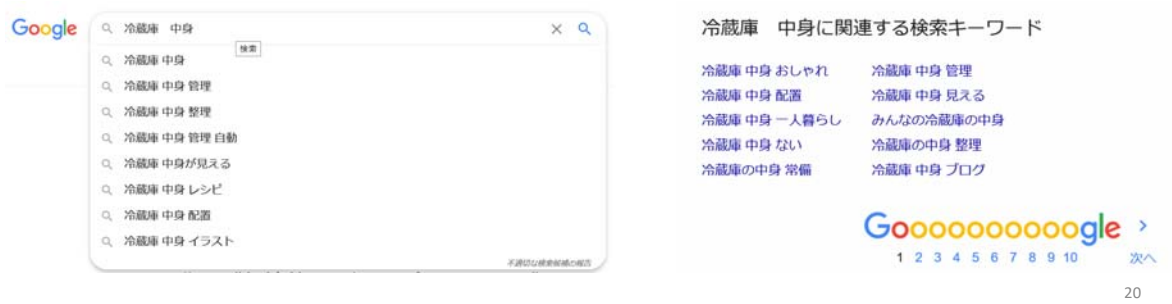 Google
冷蔵庫　中身
検索
冷蔵庫 中身
冷蔵庫 中身 管理
冷蔵庫 中身 整理
冷蔵庫 中身 管理 自動
冷蔵庫 中身が見える
冷蔵庫 中身 レシピ
冷蔵庫 中身 配置
冷蔵庫 中身 イラスト
不適切な検索候補の報告
冷蔵庫　中身に関連する検索キーワード
冷蔵庫 中身 おしゃれ　冷蔵庫 中身 管理
冷蔵庫 中身 配置　冷蔵庫 中身 見える
冷蔵庫 中身 一人暮らし　みんなの冷蔵庫の中身
冷蔵庫 中身 ない　冷蔵庫の中身 整理
冷蔵庫の中身 常備　冷蔵庫 中身 ブログ
Goooooooooogle >
1 2 3 4 5 6 7 8 9 10 次へ
20